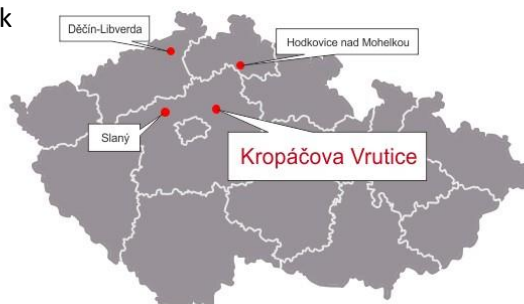 k
Děčín-Libverda
Hodkovice nad Mohelkou
Slaný
Kropáčova Vrutice